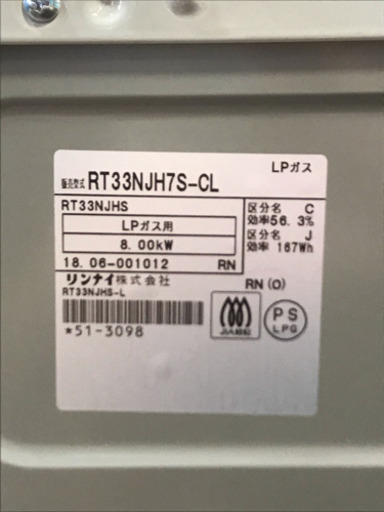 LPガス
販売型式 RT33NJH7S-CL
RT33NJHS
LPガス用
8.00kW
18.06-001012 RN
区分名 C
効率56.3%
区分名 J
効率 167Wh
リンナイ株式会社
RN (O)
RT33NJHS-L
*51-3098
PS
LPG